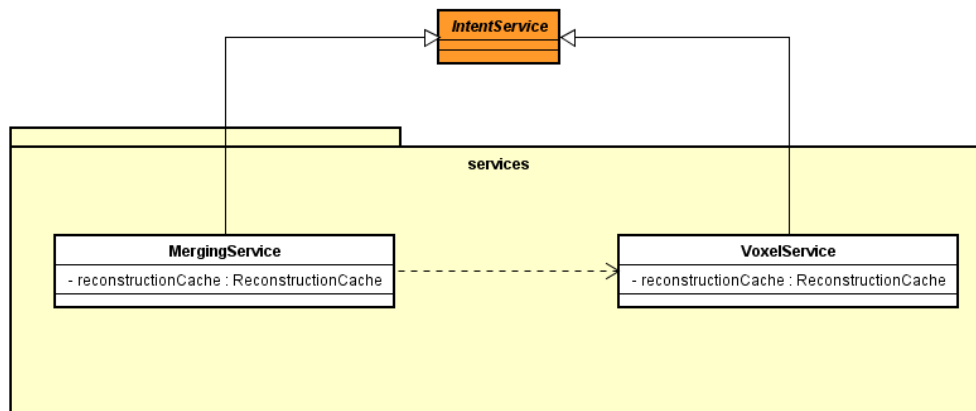 IntentService
services
MergingService
- reconstructionCache : ReconstructionCache
VoxelService
- reconstructionCache : ReconstructionCache